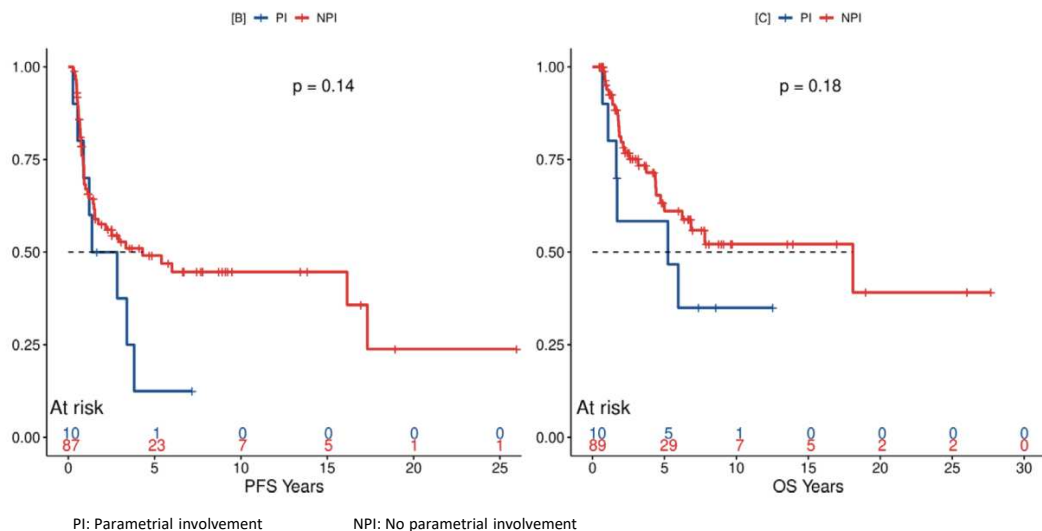 [B] PI NPI
1.00
0.75
0.50
0.25
0.00
p = 0.14
At risk
10 1 0 0 0 0
87 23 7 5 1 1
0 5 10 15 20 25
PFS Years
[C] PI NPI
1.00
0.75
0.50
0.25
0.00
p = 0.18
At risk
10 5 1 0 0 0 0
89 29 7 5 2 2 0
0 5 10 15 20 25 30
OS Years
PI: Parametrial involvement NPI: No parametrial involvement